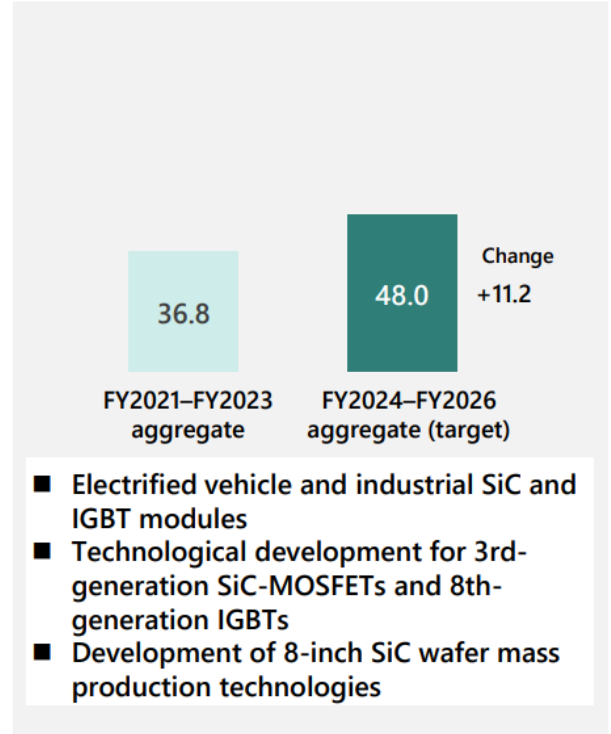 Change
36.8
48.0
+11.2
FY2021–FY2023
aggregate
FY2024–FY2026
aggregate (target)
■ Electrified vehicle and industrial SiC and
IGBT modules
■ Technological development for 3rd-
generation SiC-MOSFETs and 8th-
generation IGBTs
■ Development of 8-inch SiC wafer mass
production technologies